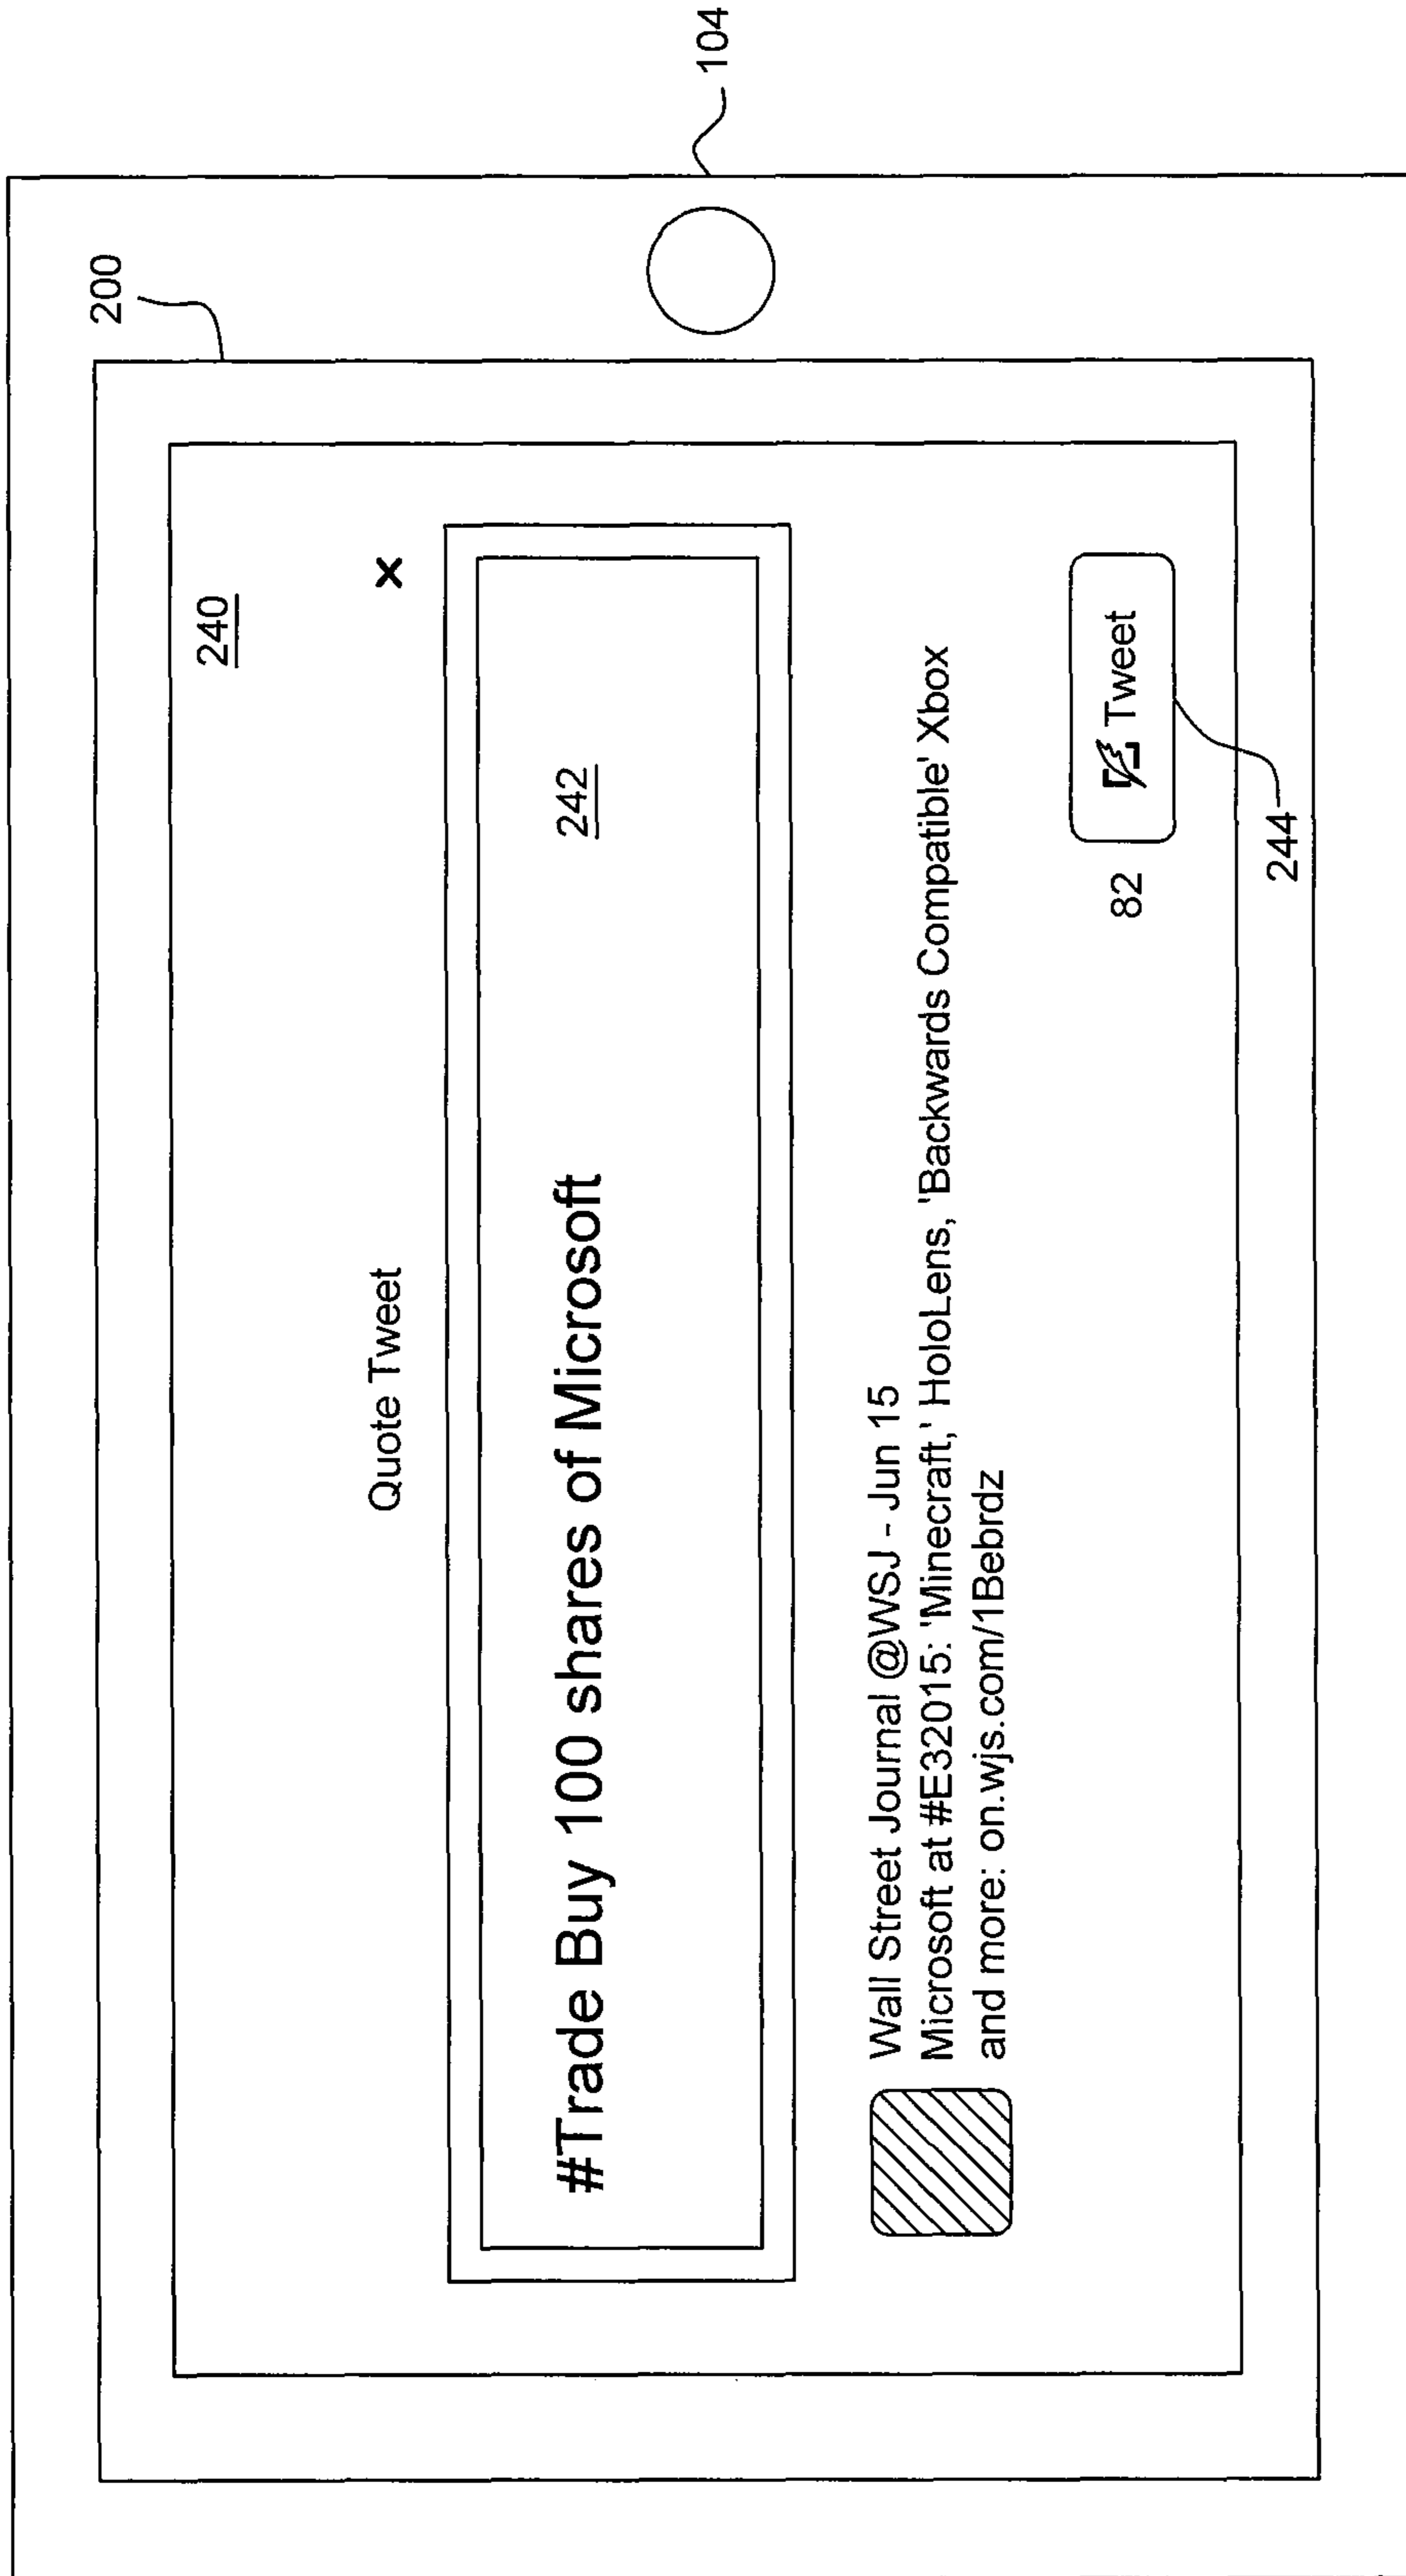 104
200
240
Quote Tweet x
#Trade Buy 100 shares of Microsoft
242
Wall Street Journal @WSJ - Jun 15
Microsoft at #E32015: 'Minecraft,' HoloLens, 'Backwards Compatible' Xbox
and more: on.wjs.com/1Bebrdz
82 Tweet
244